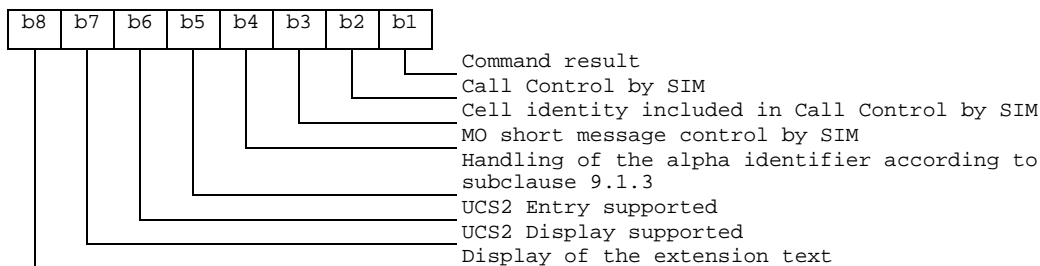 b8 b7 b6 b5 b4 b3 b2 b1
Command result
Call Control by SIM
Cell identity included in Call Control by SIM
MO short message control by SIM
Handling of the alpha identifier according to
subclause 9.1.3
UCS2 Entry supported
UCS2 Display supported
Display of the extension text